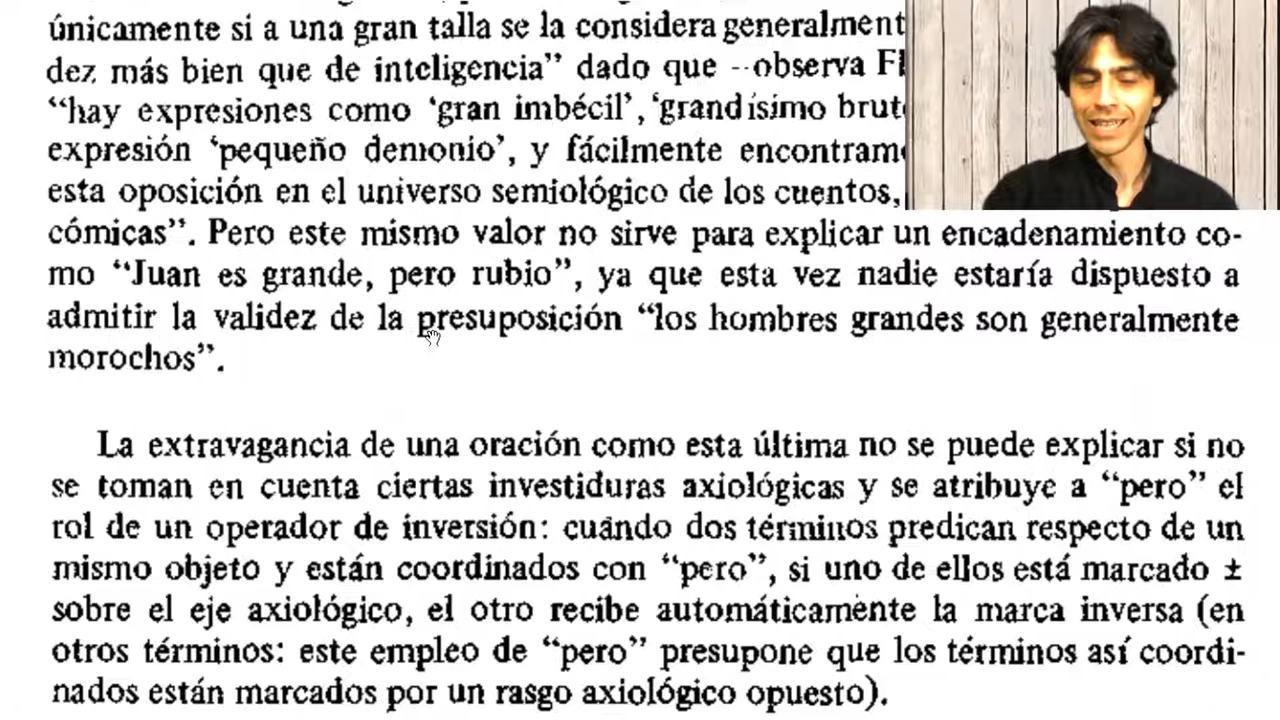 únicamente si a una gran talla se la considera generalment
dez más bien que de inteligencia” dado que --observa Fl
“hay expresiones como ‘gran imbécil’, ‘grandísimo brut
expresión ‘pequeño demonio’, y fácilmente encontram
esta oposición en el universo semiológico de los cuentos,
cómicas”. Pero este mismo valor no sirve para explicar un encadenamiento co-
mo “Juan es grande, pero rubio”, ya que esta vez nadie estaría dispuesto a
admitir la validez de la presuposición “los hombres grandes son generalmente
morochos”.
La extravagancia de una oración como esta última no se puede explicar si no
se toman en cuenta ciertas investiduras axiológicas y se atribuye a “pero” el
rol de un operador de inversión: cuándo dos términos predican respecto de un
mismo objeto y están coordinados con “pero”, si uno de ellos está marcado ±
sobre el eje axiológico, el otro recibe automáticamente la marca inversa (en
otros términos: este empleo de “pero” presupone que los términos así coordi-
nados están marcados por un rasgo axiológico opuesto).